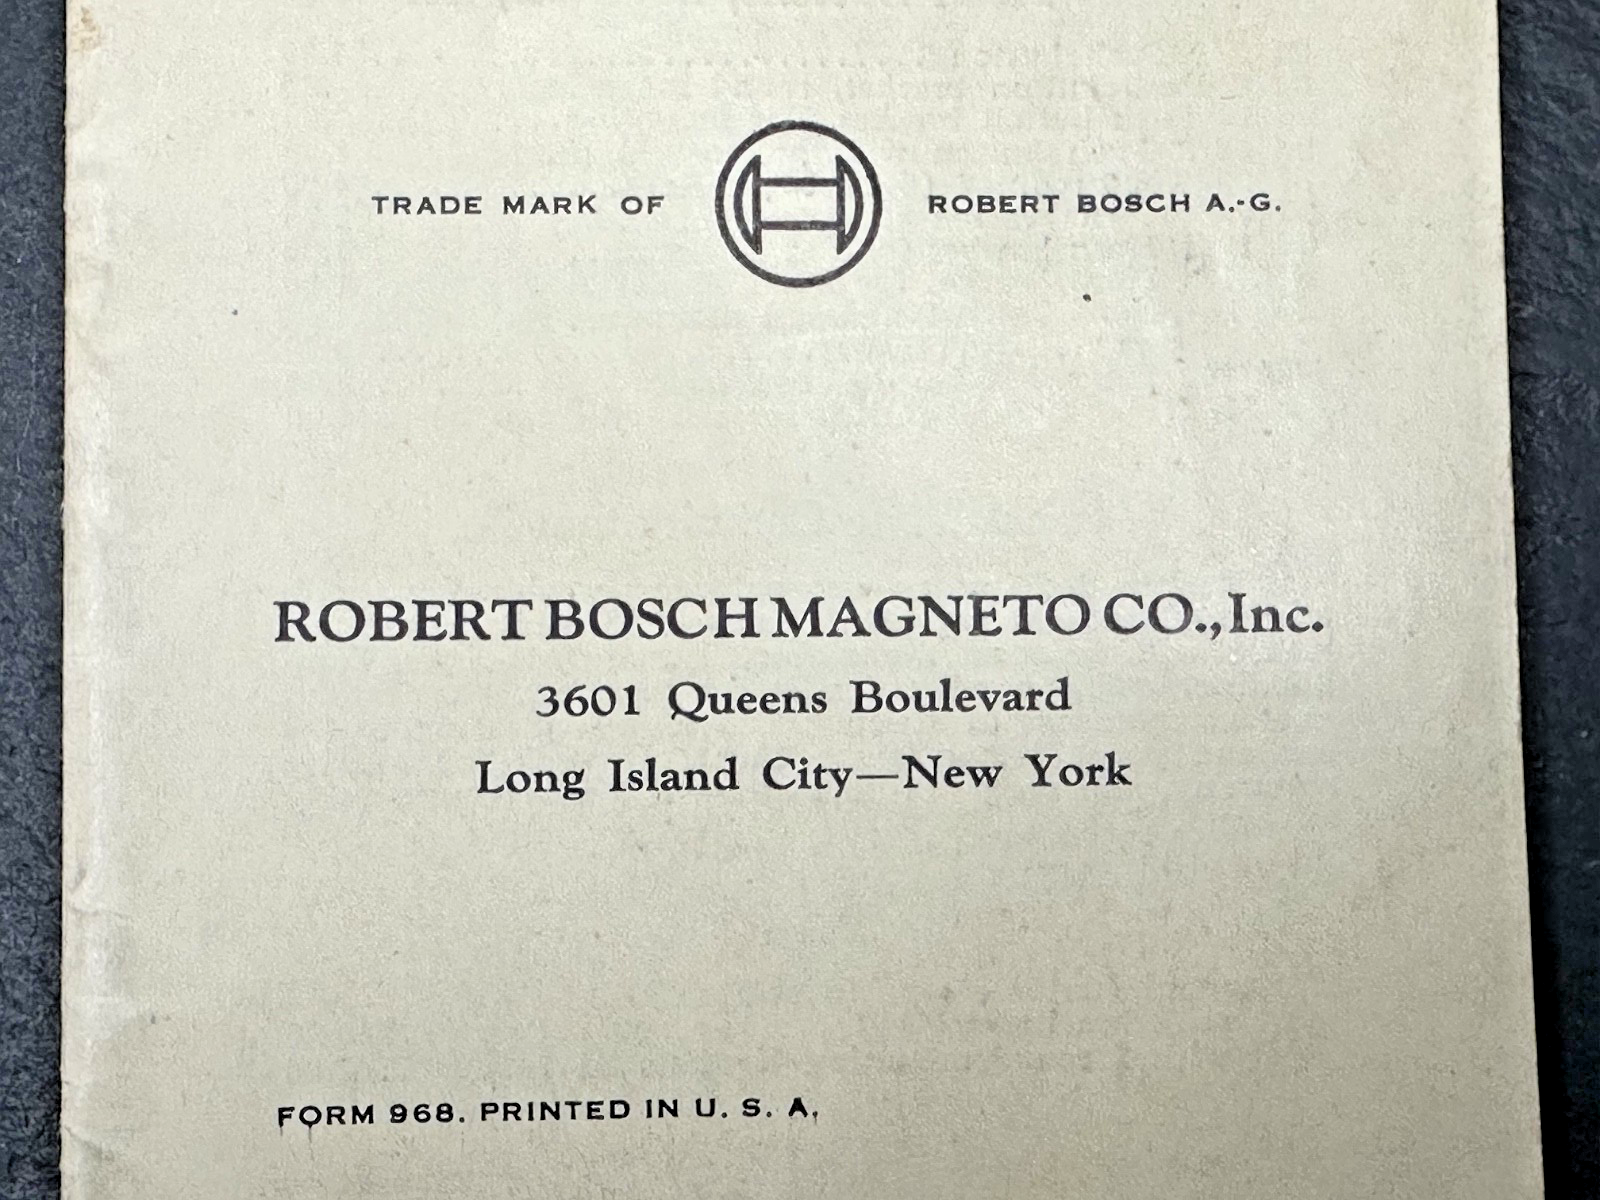 TRADE MARK OF ROBERT BOSCH A.-G.
ROBERT BOSCH MAGNETO CO., Inc.
3601 Queens Boulevard
Long Island City—New York
FORM 968. PRINTED IN U. S. A.